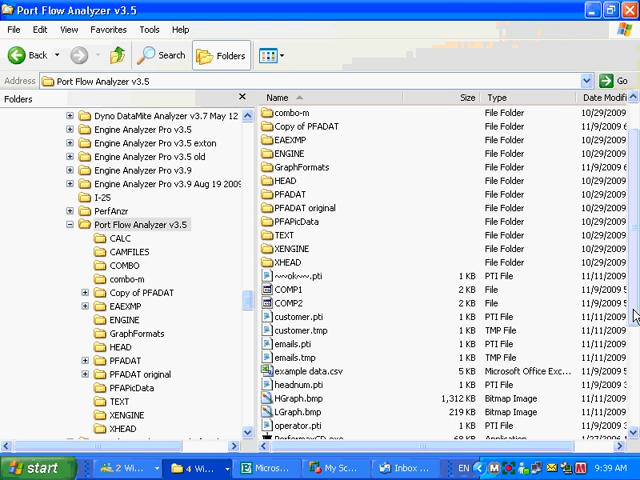 Port Flow Analyzer v3.5
File Edit View Favorites Tools Help
Back Search Folders
Address Port Flow Analyzer v3.5 Go
Folders
Dyno DataMite Analyzer v3.7 May 12
Engine Analyzer Pro v3.5
Engine Analyzer Pro v3.5 exton
Engine Analyzer Pro v3.5 old
Engine Analyzer Pro v3.9
Engine Analyzer Pro v3.9 Aug 19 2009
I-25
PerfAnzr
Port Flow Analyzer v3.5
CALC
CAMFILES
COMBO
combo-m
Copy of PFADAT
EAEXMP
ENGINE
GraphFormats
HEAD
PFADAT
PFADAT original
PFAPicData
TEXT
XENGINE
XHEAD
Name Size Type Date Modifi
combo-m File Folder 10/29/2009
Copy of PFADAT File Folder 11/9/2009 6
EAEXMP File Folder 10/29/2009
ENGINE File Folder 10/29/2009
GraphFormats File Folder 11/9/2009
HEAD File Folder 10/29/2009
PFADAT File Folder 10/29/2009
PFADAT original File Folder 10/29/2009
PFAPicData File Folder 10/29/2009
TEXT File Folder 10/29/2009
XENGINE File Folder 10/29/2009
XHEAD File Folder 10/29/2009
~~ok~~.pti 1 KB PTI File 11/11/2009
COMP1 2 KB File 11/9/2009 5
COMP2 2 KB File 11/9/2009 5
customer.pti 1 KB PTI File 11/11/2009
customer.tmp 1 KB TMP File 11/11/2009
emails.pti 1 KB PTI File 11/11/2009
emails.tmp 1 KB TMP File 11/11/2009
example data.csv 5 KB Microsoft Office Exc... 11/9/2009 5
headnum.pti 1 KB PTI File 11/9/2009 3
HGraph.bmp 1,312 KB Bitmap Image 11/11/2009
LGraph.bmp 219 KB Bitmap Image 11/11/2009
operator.pti 1 KB PTI File 11/11/2009
start 2 Wi... 4 Wi... Micros... My Sc... Inbox ... EN 9:39 AM